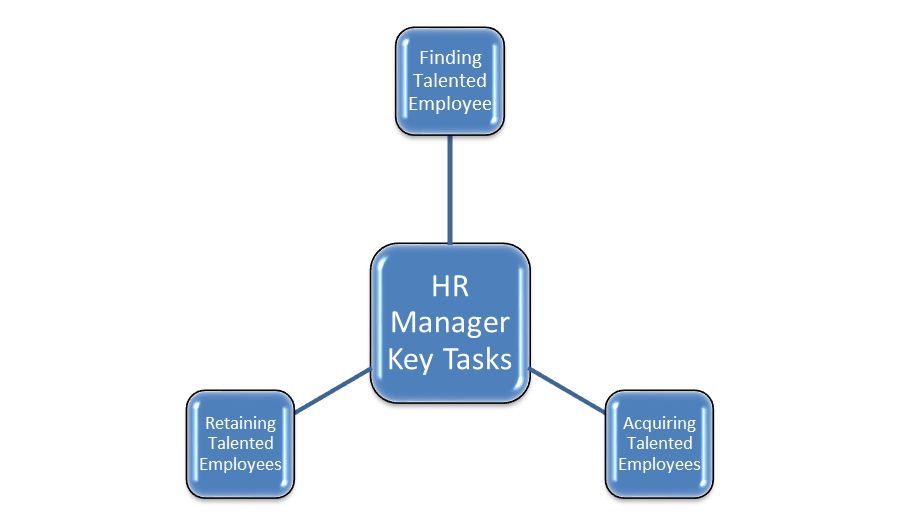 Finding
Talented
Employee
HR
Manager
Key Tasks
Retaining
Talented
Employees
Acquiring
Talented
Employees